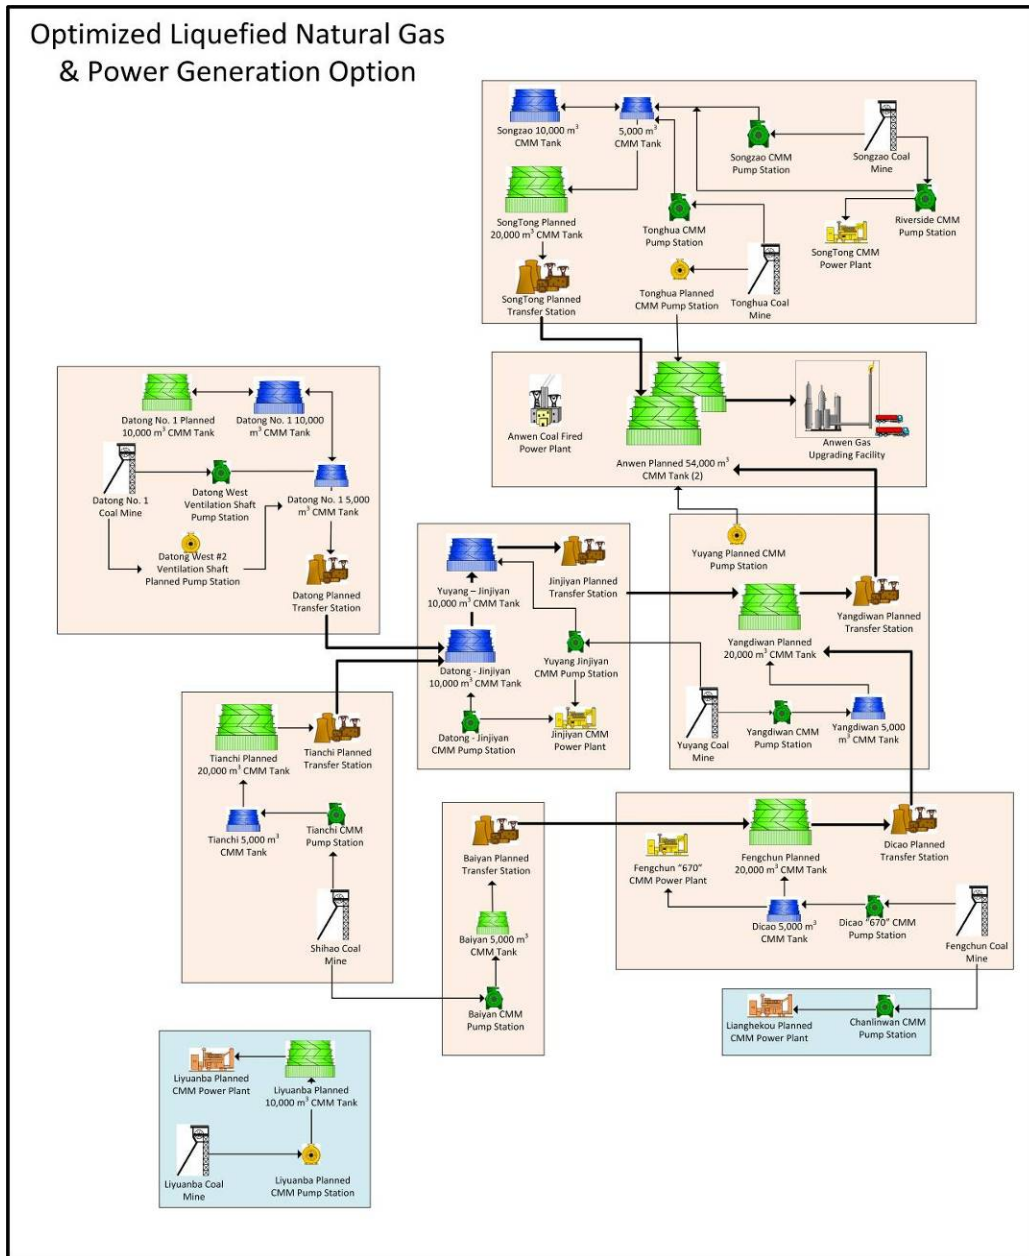 Optimized Liquefied Natural Gas
& Power Generation Option
Songzao 10,000 m³
CMM Tank
5,000 m³
CMM Tank
Songzao CMM
Pump Station
Songzao Coal
Mine
SongTong Planned
20,000 m³ CMM Tank
Tonghua CMM
Pump Station
SongTong CMM
Power Plant
Riverside CMM
Pump Station
SongTong Planned
Transfer Station
Tonghua Planned
CMM Pump Station
Tonghua Coal
Mine
Anwen Coal Fired
Power Plant
Anwen Planned 54,000 m³
CMM Tank (2)
Anwen Gas
Upgrading Facility
Datong No. 1 Planned
10,000 m³ CMM Tank
Datong No. 1 10,000
m³ CMM Tank
Datong No. 1
Coal Mine
Datong West
Ventilation Shaft
Pump Station
Datong No. 1 5,000
m³ CMM Tank
Datong West #2
Ventilation Shaft
Planned Pump Station
Datong Planned
Transfer Station
Yuyang – Jinjiyan
10,000 m³ CMM Tank
Jinjiyan Planned
Transfer Station
Datong - Jinjiyan
10,000 m³ CMM Tank
Yuyang Jinjiyan
CMM Pump Station
Datong - Jinjiyan
CMM Pump Station
Jinjiyan CMM
Power Plant
Yuyang Planned CMM
Pump Station
Yangdiwan Planned
20,000 m³ CMM Tank
Yangdiwan Planned
Transfer Station
Yuyang Coal
Mine
Yangdiwan CMM
Pump Station
Yangdiwan 5,000
m³ CMM Tank
Tianchi Planned
20,000 m³ CMM Tank
Tianchi Planned
Transfer Station
Tianchi 5,000 m³
CMM Tank
Tianchi CMM
Pump Station
Shihao Coal
Mine
Baiyan Planned
Transfer Station
Baiyan 5,000 m³
CMM Tank
Baiyan CMM
Pump Station
Fengchun "670"
CMM Power Plant
Fengchun Planned
20,000 m³ CMM Tank
Dicao Planned
Transfer Station
Dicao 5,000 m³
CMM Tank
Dicao "670" CMM
Pump Station
Fengchun Coal
Mine
Lianghekou Planned
CMM Power Plant
Chanlinwan CMM
Pump Station
Liyuanba Planned
CMM Power Plant
Liyuanba Planned
10,000 m³ CMM Tank
Liyuanba Coal
Mine
Liyuanba Planned
CMM Pump Station